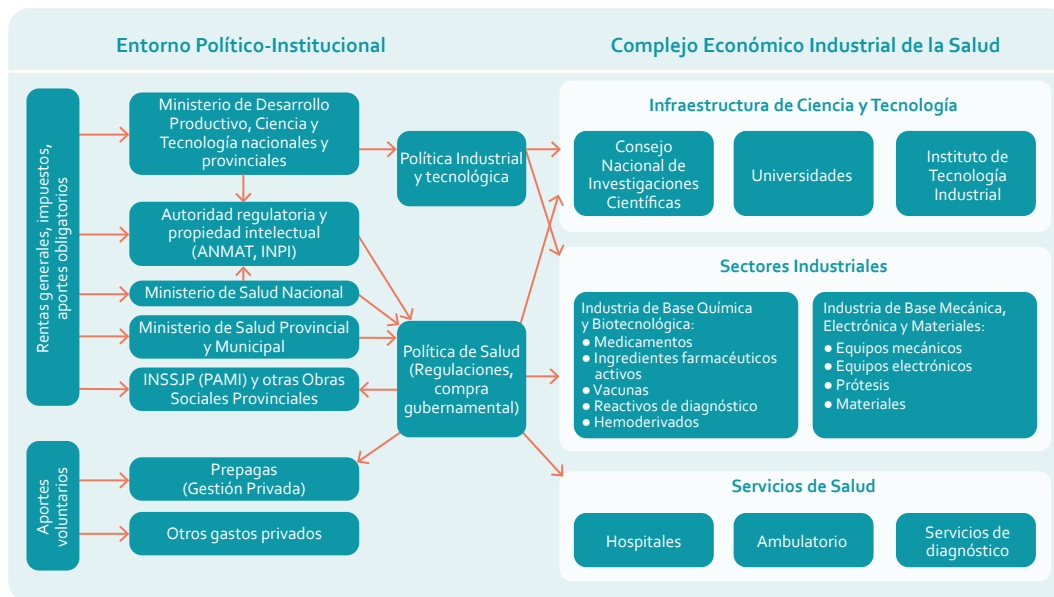 Entorno Político-Institucional
Complejo Económico Industrial de la Salud
Rentas generales, impuestos,
aportes obligatorios
Ministerio de Desarrollo
Productivo, Ciencia y
Tecnología nacionales y
provinciales
Autoridad regulatoria y
propiedad intelectual
(ANMAT, INPI)
Ministerio de Salud Nacional
Ministerio de Salud Provincial
y Municipal
INSSJP (PAMI) y otras Obras
Sociales Provinciales
Aportes
voluntarios
Prepagas
(Gestión Privada)
Otros gastos privados
Política Industrial
y tecnológica
Política de Salud
(Regulaciones,
compra
gubernamental)
Infraestructura de Ciencia y Tecnología
Consejo
Nacional de
Investigaciones
Científicas
Universidades
Instituto de
Tecnología
Industrial
Sectores Industriales
Industria de Base Química
y Biotecnológica:
● Medicamentos
● Ingredientes farmacéuticos
activos
● Vacunas
● Reactivos de diagnóstico
● Hemoderivados
Industria de Base Mecánica,
Electrónica y Materiales:
● Equipos mecánicos
● Equipos electrónicos
● Prótesis
● Materiales
Servicios de Salud
Hospitales
Ambulatorio
Servicios de
diagnóstico